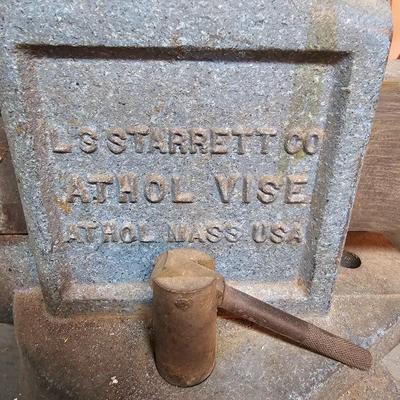 L S STARRETT CO
ATHOL VISE
ATHOL MASS USA